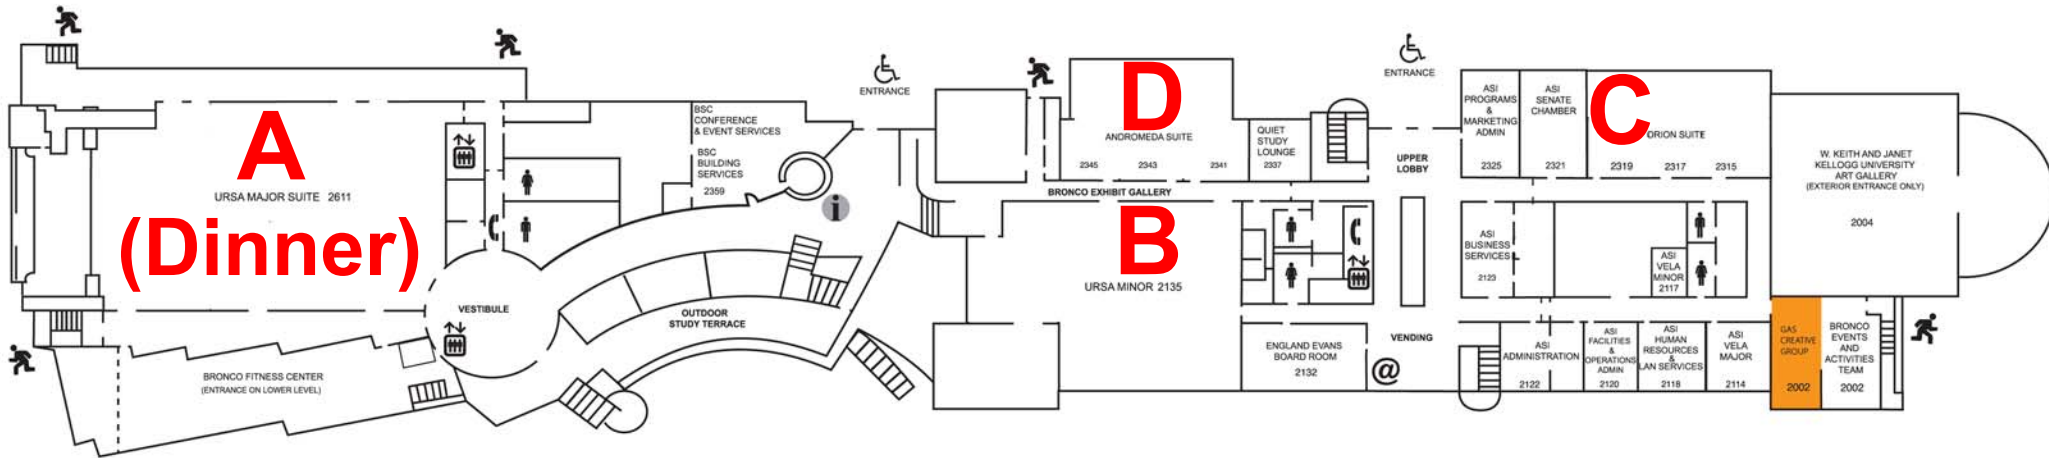 A
URSA MAJOR SUITE 2611
(Dinner)
BSC
CONFERENCE
& EVENT SERVICES
BSC
BUILDING
SERVICES
2359
VESTIBULE
OUTDOOR
STUDY TERRACE
BRONCO FITNESS CENTER
(ENTRANCE ON LOWER LEVEL)
i
ENTRANCE
D
ANDROMEDA SUITE
2345 2343 2341
QUIET
STUDY
LOUNGE
2337
BRONCO EXHIBIT GALLERY
B
URSA MINOR 2135
ENGLAND EVANS
BOARD ROOM
2132
ENTRANCE
UPPER
LOBBY
VENDING
@
ASI
PROGRAMS
&
MARKETING
ADMIN
2325
ASI
SENATE
CHAMBER
2321
C
ORION SUITE
2319 2317 2315
ASI
BUSINESS
SERVICES
2123
ASI
VELA
MINOR
2117
ASI
ADMINISTRATION
2122
ASI
FACILITIES
&
OPERATIONS
ADMIN
2120
ASI
HUMAN
RESOURCES
&
LAN SERVICES
2118
ASI
VELA
MAJOR
2114
GAS
CREATIVE
GROUP
2002
BRONCO
EVENTS
AND
ACTIVITIES
TEAM
2002
W. KEITH AND JANET
KELLOGG UNIVERSITY
ART GALLERY
(EXTERIOR ENTRANCE ONLY)
2004